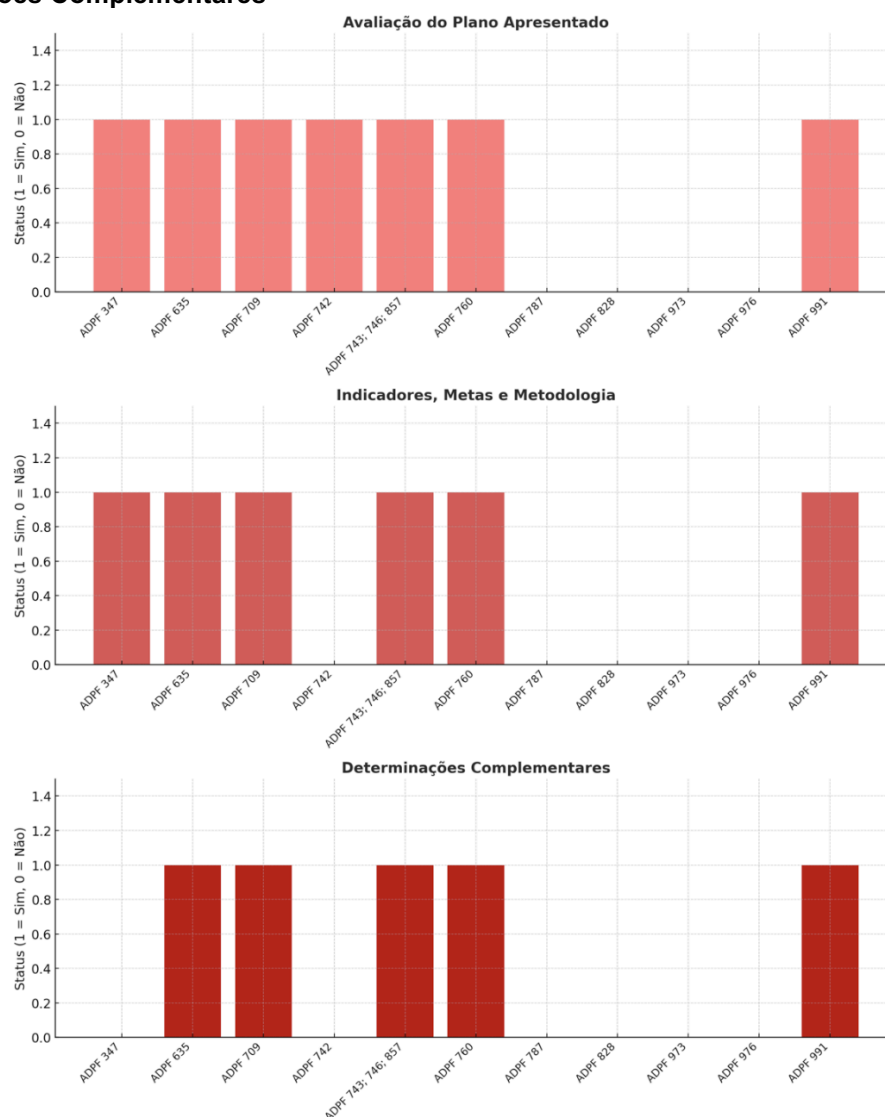 ões Complementares
Avaliação do Plano Apresentado
Status (1 = Sim, 0 = Não)
1.4
1.2
1.0
0.8
0.6
0.4
0.2
0.0
ADPF 347
ADPF 635
ADPF 709
ADPF 742
ADPF 743; 746; 857
ADPF 760
ADPF 787
ADPF 828
ADPF 973
ADPF 976
ADPF 991
Indicadores, Metas e Metodologia
Status (1 = Sim, 0 = Não)
1.4
1.2
1.0
0.8
0.6
0.4
0.2
0.0
ADPF 347
ADPF 635
ADPF 709
ADPF 742
ADPF 743; 746; 857
ADPF 760
ADPF 787
ADPF 828
ADPF 973
ADPF 976
ADPF 991
Determinações Complementares
Status (1 = Sim, 0 = Não)
1.4
1.2
1.0
0.8
0.6
0.4
0.2
0.0
ADPF 347
ADPF 635
ADPF 709
ADPF 742
ADPF 743; 746; 857
ADPF 760
ADPF 787
ADPF 828
ADPF 973
ADPF 976
ADPF 991